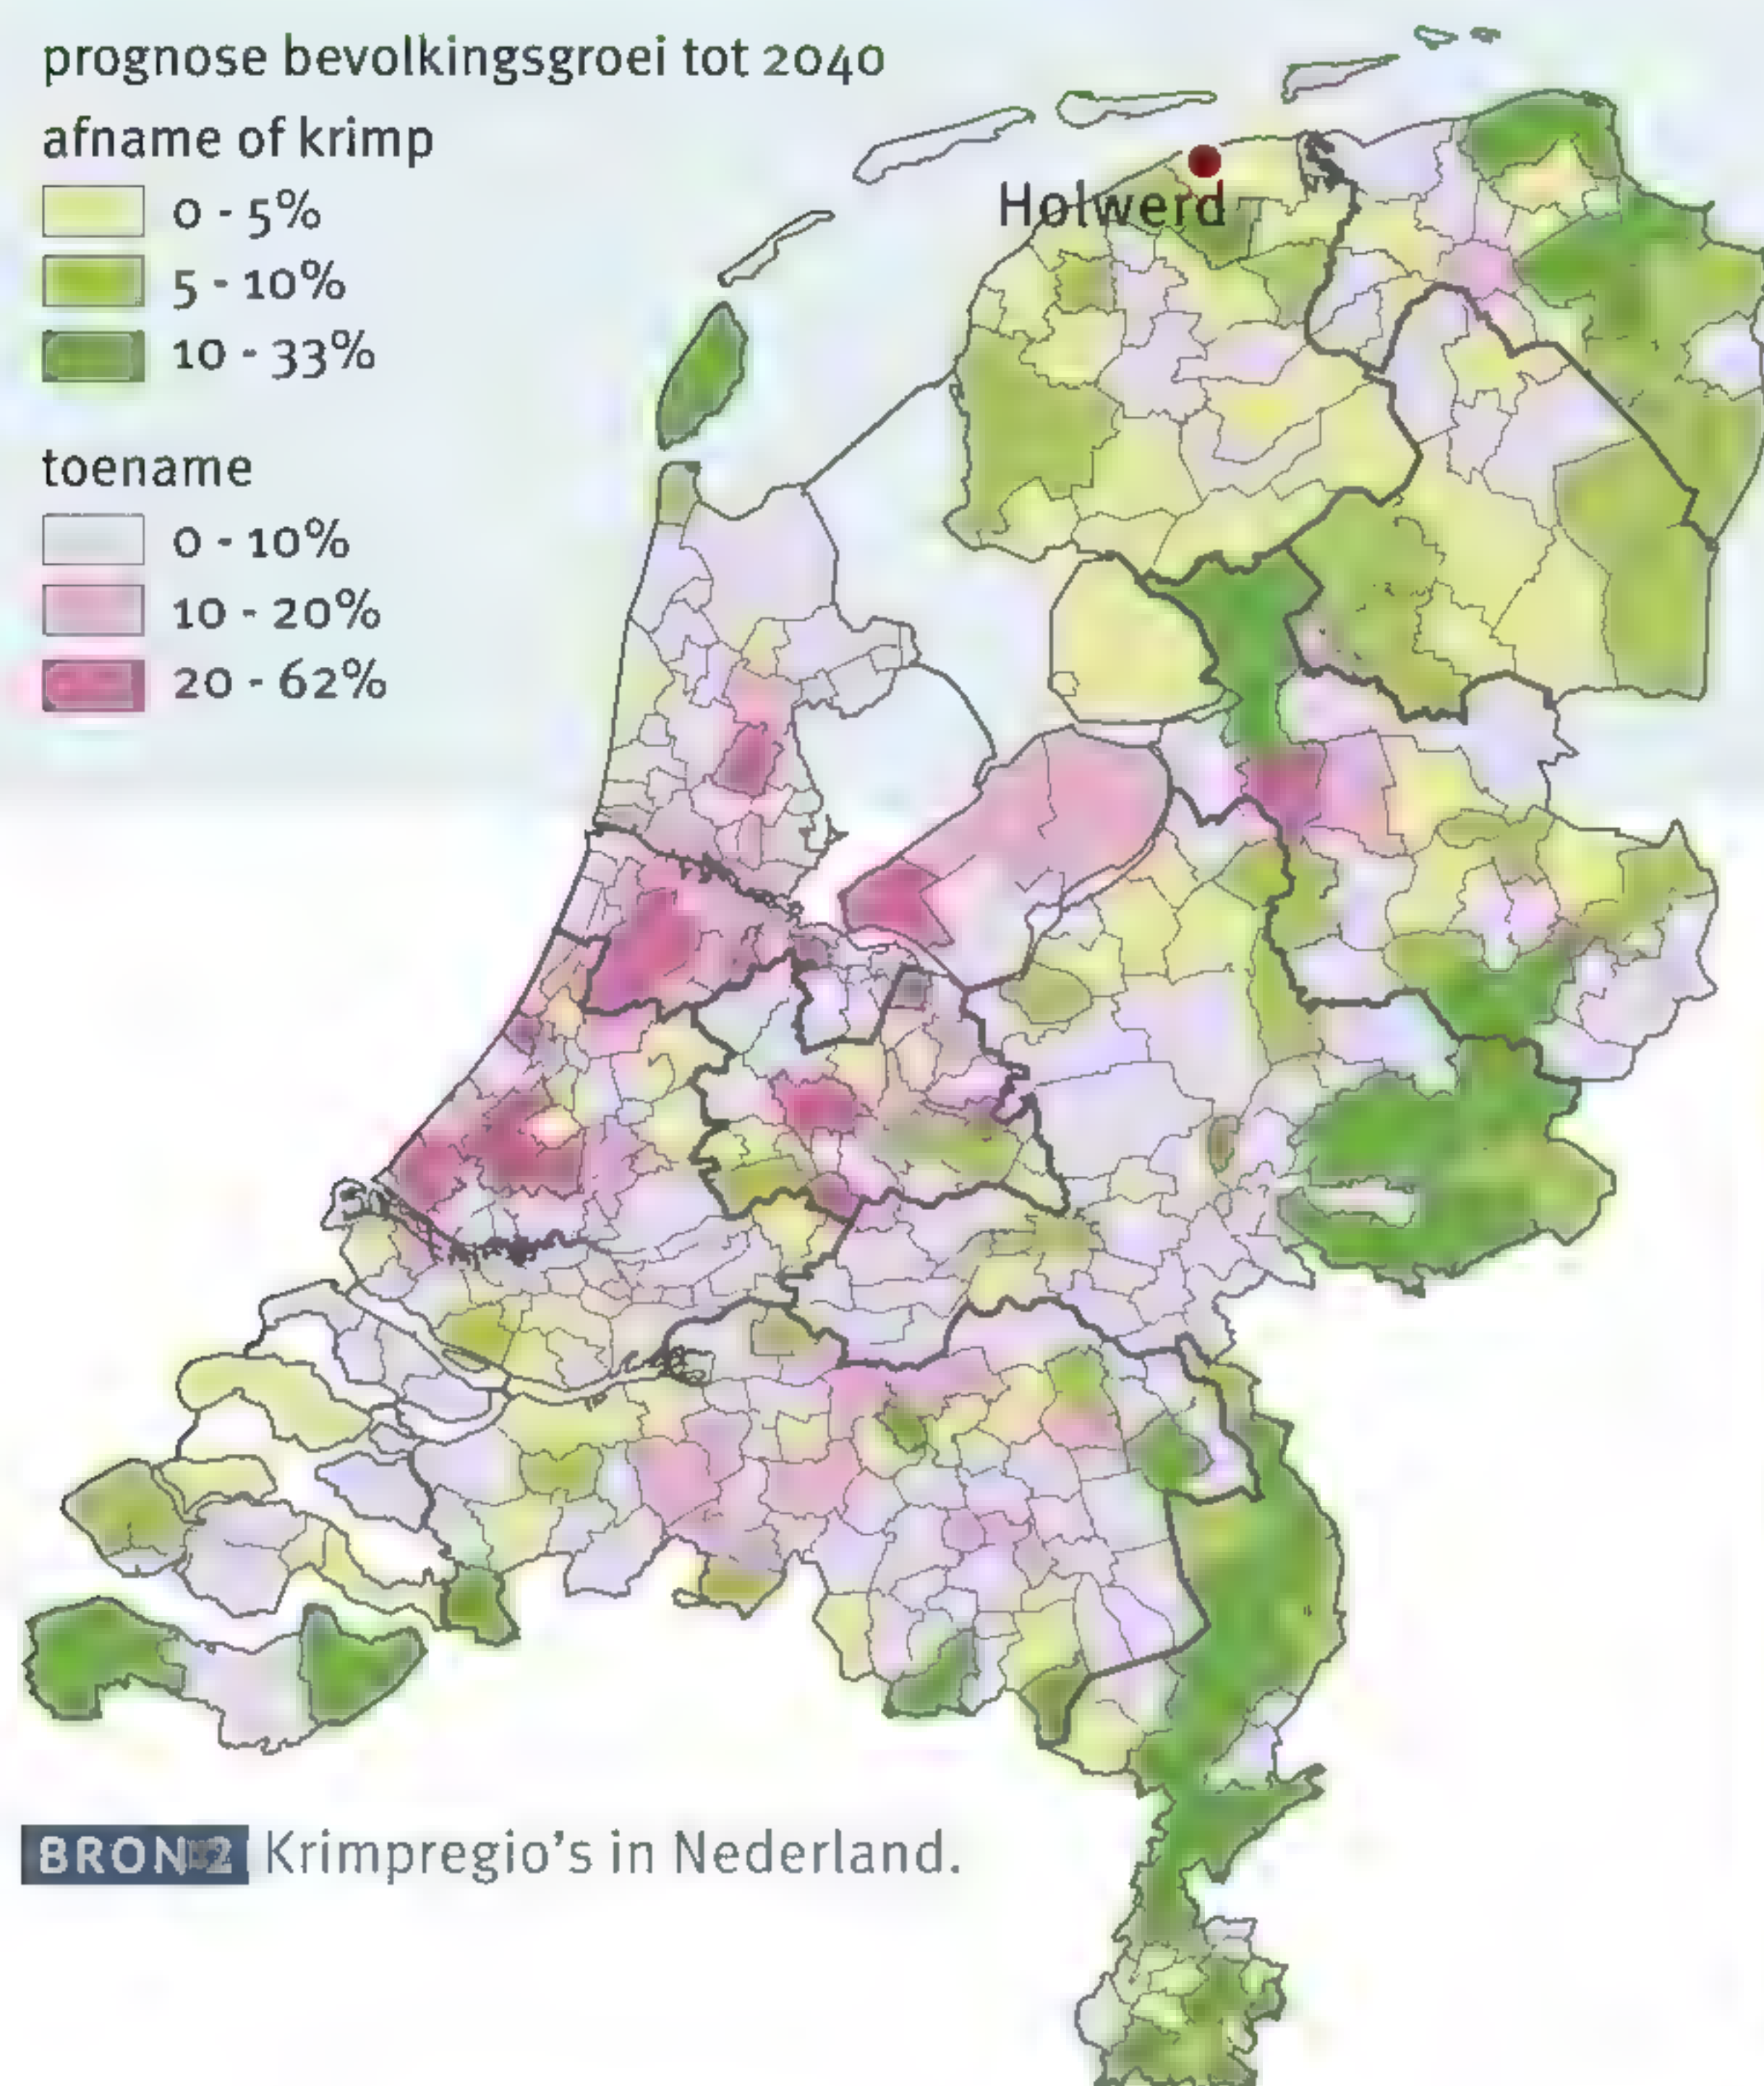 prognose bevolkingsgroei tot 2040
afname of krimp
0 - 5%
5 - 10%
10 - 33%
toename
0 - 10%
10 - 20%
20 - 62%
Holwerd
BRON 2 Krimpregio's in Nederland.